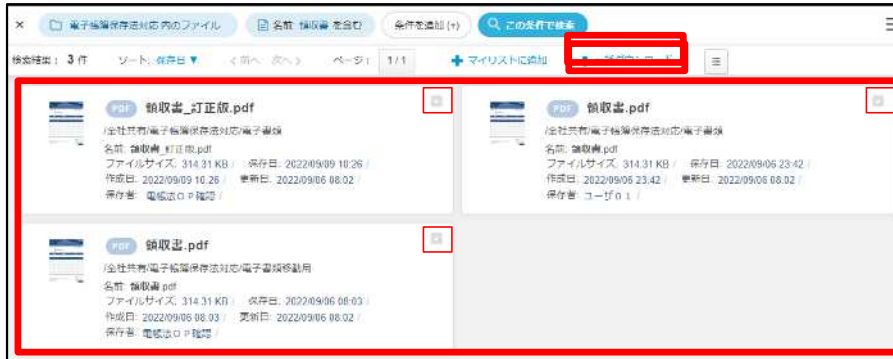 × 電子帳簿保存法対応 内のファイル 名前 領収書 を含む 条件を追加 (+) この条件で検索
検索結果： 3 件 ソート: 保存日 ▼ < 前へ 次へ > ページ： 1/1 マイリストに追加
PDF 領収書_訂正版.pdf
/全社共有/電子帳簿保存法対応/電子書類
名前: 領収書_訂正版.pdf
ファイルサイズ: 314.31 KB / 保存日: 2022/09/09 10:26 /
作成日: 2022/09/09 10:26 / 更新日: 2022/09/06 08:02 /
保存者: 電帳法ＯＰ確認 /
PDF 領収書.pdf
/全社共有/電子帳簿保存法対応/電子書類
名前: 領収書.pdf
ファイルサイズ: 314.31 KB / 保存日: 2022/09/06 23:42 /
作成日: 2022/09/06 23:42 / 更新日: 2022/09/06 08:02 /
保存者: ユーザ０１ /
PDF 領収書.pdf
/全社共有/電子帳簿保存法対応/電子書類移動用
名前: 領収書.pdf
ファイルサイズ: 314.31 KB / 保存日: 2022/09/06 08:03 /
作成日: 2022/09/06 08:03 / 更新日: 2022/09/06 08:02 /
保存者: 電帳法ＯＰ確認 /